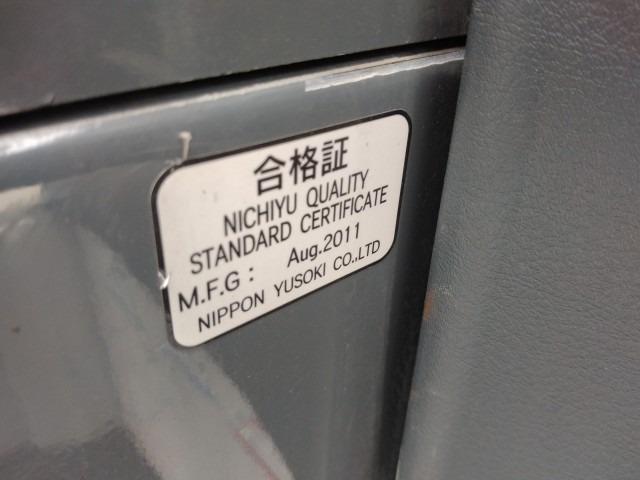 合格証
NICHIYU QUALITY
STANDARD CERTIFICATE
M.F.G : Aug.2011
NIPPON YUSOKI CO.,LTD